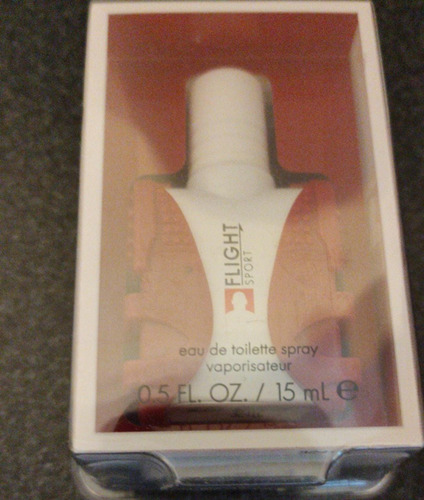 FLIGHT
SPORT
eau de toilette spray
vaporisateur
0.5 FL. OZ. / 15 mL ℮